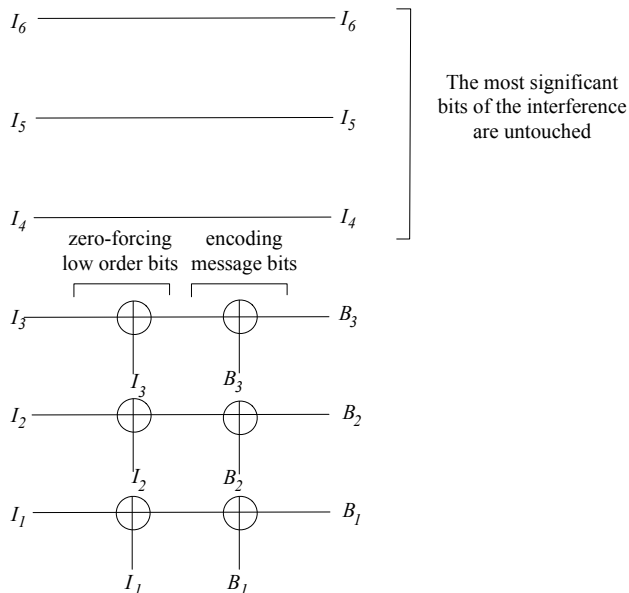 I6 I6
The most significant
bits of the interference
are untouched
I5 I5
I4 I4
zero-forcing
low order bits
encoding
message bits
I3 B3
I3 B3
I2 B2
I2 B2
I1 B1
I1 B1